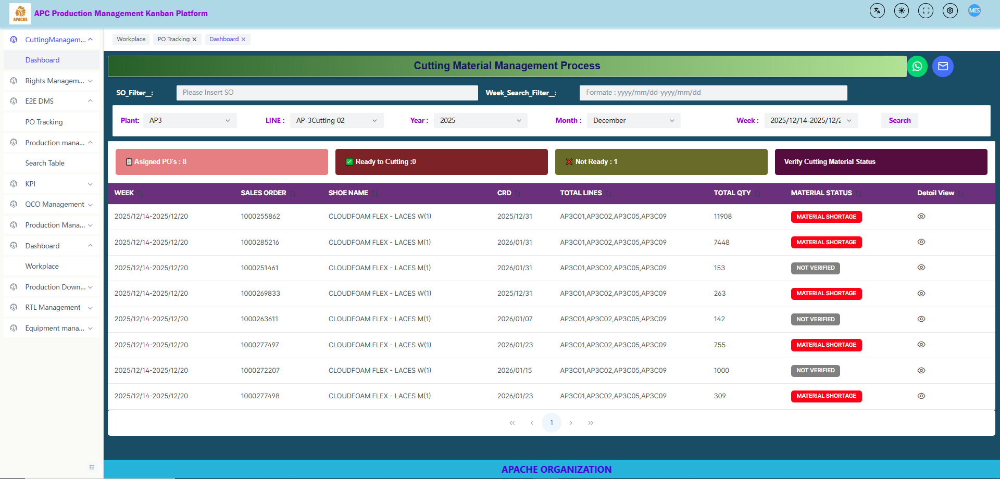 APACHE
APC Production Management Kanban Platform
MES
CuttingManagem...
Dashboard
Rights Managem...
E2E DMS
PO Tracking
Production mana...
Search Table
KPI
QCO Management
Production Mana...
Dashboard
Workplace
Production Down...
RTL Management
Equipment mana...
Workplace PO Tracking Dashboard
Cutting Material Management Process
SO_Filter_: Please Insert SO Week_Search_Filter_: Formate : yyyy/mm/dd-yyyy/mm/dd
Plant: AP3 LINE : AP-3Cutting 02 Year : 2025 Month : December Week : 2025/12/14-2025/12/2 Search
Asigned PO's : 8 Ready to Cutting :0 Not Ready : 1 Verify Cutting Material Status
WEEK SALES ORDER SHOE NAME CRD TOTAL LINES TOTAL QTY MATERIAL STATUS Detail View
2025/12/14-2025/12/20 1000255862 CLOUDFOAM FLEX - LACES W(1) 2025/12/31 AP3C01,AP3C02,AP3C05,AP3C09 11908 MATERIAL SHORTAGE
2025/12/14-2025/12/20 1000285216 CLOUDFOAM FLEX - LACES M(1) 2026/01/31 AP3C01,AP3C02,AP3C05,AP3C09 7448 MATERIAL SHORTAGE
2025/12/14-2025/12/20 1000251461 CLOUDFOAM FLEX - LACES M(1) 2026/01/31 AP3C01,AP3C02,AP3C05,AP3C09 153 NOT VERIFIED
2025/12/14-2025/12/20 1000269833 CLOUDFOAM FLEX - LACES W(1) 2025/12/31 AP3C01,AP3C02,AP3C05,AP3C09 263 MATERIAL SHORTAGE
2025/12/14-2025/12/20 1000263611 CLOUDFOAM FLEX - LACES M(1) 2026/01/07 AP3C01,AP3C02,AP3C05,AP3C09 142 NOT VERIFIED
2025/12/14-2025/12/20 1000277497 CLOUDFOAM FLEX - LACES W(1) 2026/01/23 AP3C01,AP3C02,AP3C05,AP3C09 755 MATERIAL SHORTAGE
2025/12/14-2025/12/20 1000272207 CLOUDFOAM FLEX - LACES W(1) 2026/01/15 AP3C01,AP3C02,AP3C05,AP3C09 1000 NOT VERIFIED
2025/12/14-2025/12/20 1000277498 CLOUDFOAM FLEX - LACES M(1) 2026/01/23 AP3C01,AP3C02,AP3C05,AP3C09 309 MATERIAL SHORTAGE
1
APACHE ORGANIZATION